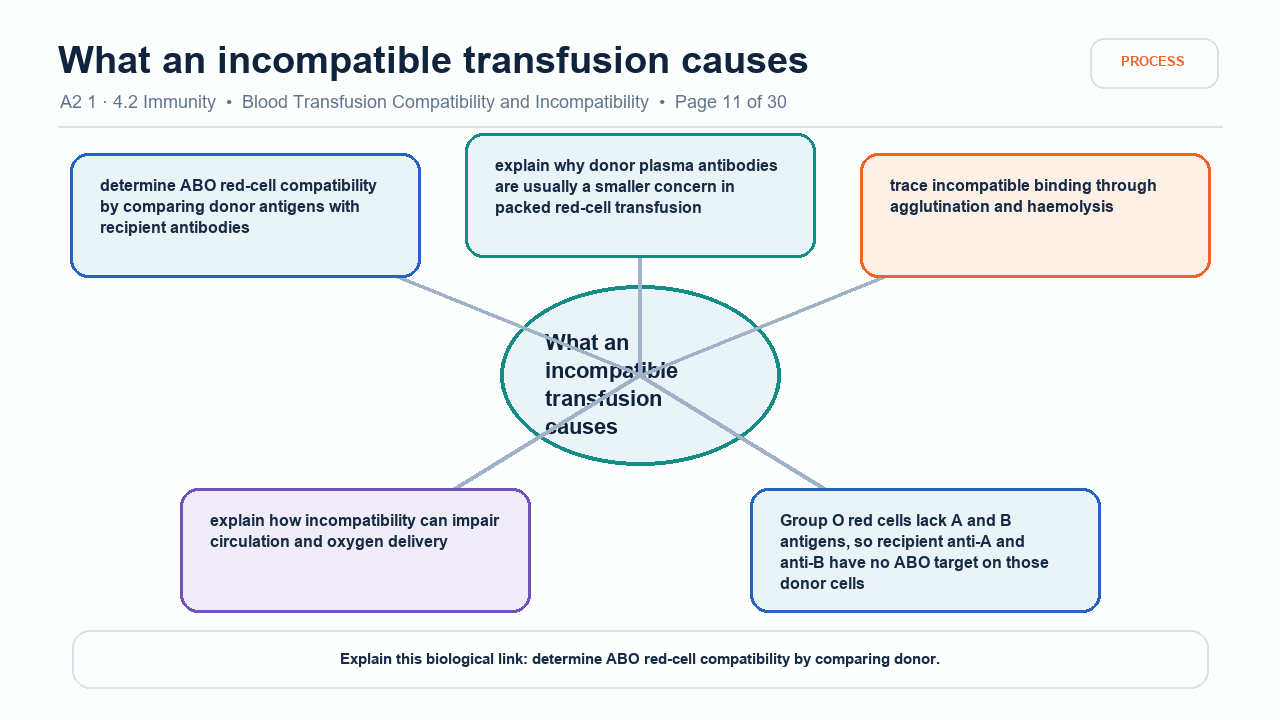 What an incompatible transfusion causes
PROCESS
A2 1 · 4.2 Immunity • Blood Transfusion Compatibility and Incompatibility • Page 11 of 30
determine ABO red-cell compatibility
by comparing donor antigens with
recipient antibodies
explain why donor plasma antibodies
are usually a smaller concern in
packed red-cell transfusion
trace incompatible binding through
agglutination and haemolysis
What an
incompatible
transfusion
causes
explain how incompatibility can impair
circulation and oxygen delivery
Group O red cells lack A and B
antigens, so recipient anti-A and
anti-B have no ABO target on those
donor cells
Explain this biological link: determine ABO red-cell compatibility by comparing donor.